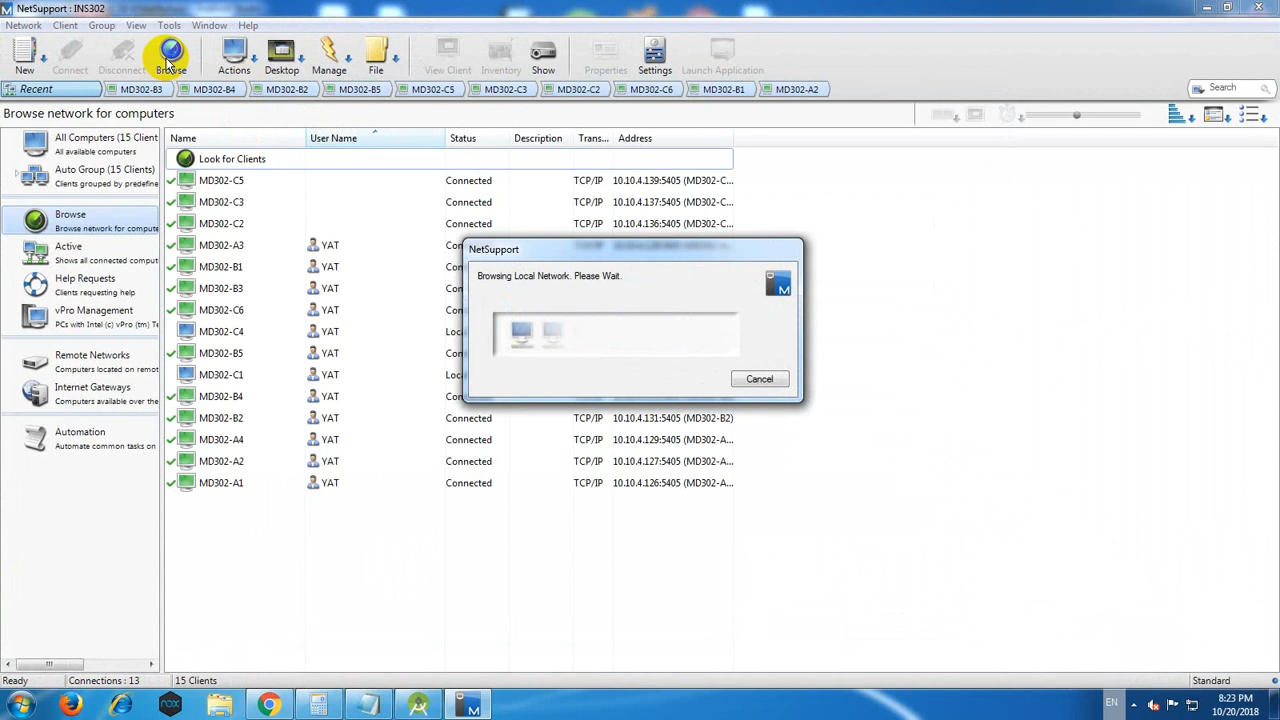 NetSupport : INS302
Network Client Group View Tools Window Help
New Connect Disconnect Browse Actions Desktop Manage File View Client Inventory Show Properties Settings Launch Application
Recent MD302-B3 MD302-B4 MD302-B2 MD302-B5 MD302-C5 MD302-C3 MD302-C2 MD302-C6 MD302-B1 MD302-A2 Search
Browse network for computers
All Computers (15 Client
All available computers
Auto Group (15 Clients)
Clients grouped by predefine
Browse
Browse network for compute
Active
Shows all connected compute
Help Requests
Clients requesting help
vPro Management
PCs with Intel (c) vPro (tm) Te
Remote Networks
Computers located on remot
Internet Gateways
Computers available over the
Automation
Automate common tasks on
Name User Name Status Description Trans... Address
Look for Clients
MD302-C5 Connected TCP/IP 10.10.4.139:5405 (MD302-C...
MD302-C3 Connected TCP/IP 10.10.4.137:5405 (MD302-C...
MD302-C2 Connected TCP/IP 10.10.4.136:5405 (MD302-C...
MD302-A3 YAT
MD302-B1 YAT
MD302-B3 YAT
MD302-C6 YAT
MD302-C4 YAT
MD302-B5 YAT
MD302-C1 YAT
MD302-B4 YAT
MD302-B2 YAT Connected TCP/IP 10.10.4.131:5405 (MD302-B2)
MD302-A4 YAT Connected TCP/IP 10.10.4.129:5405 (MD302-A...
MD302-A2 YAT Connected TCP/IP 10.10.4.127:5405 (MD302-A...
MD302-A1 YAT Connected TCP/IP 10.10.4.126:5405 (MD302-A...
NetSupport
Browsing Local Network. Please Wait.
M
Cancel
Ready Connections : 13 15 Clients Standard
nox
EN
8:23 PM
10/20/2018